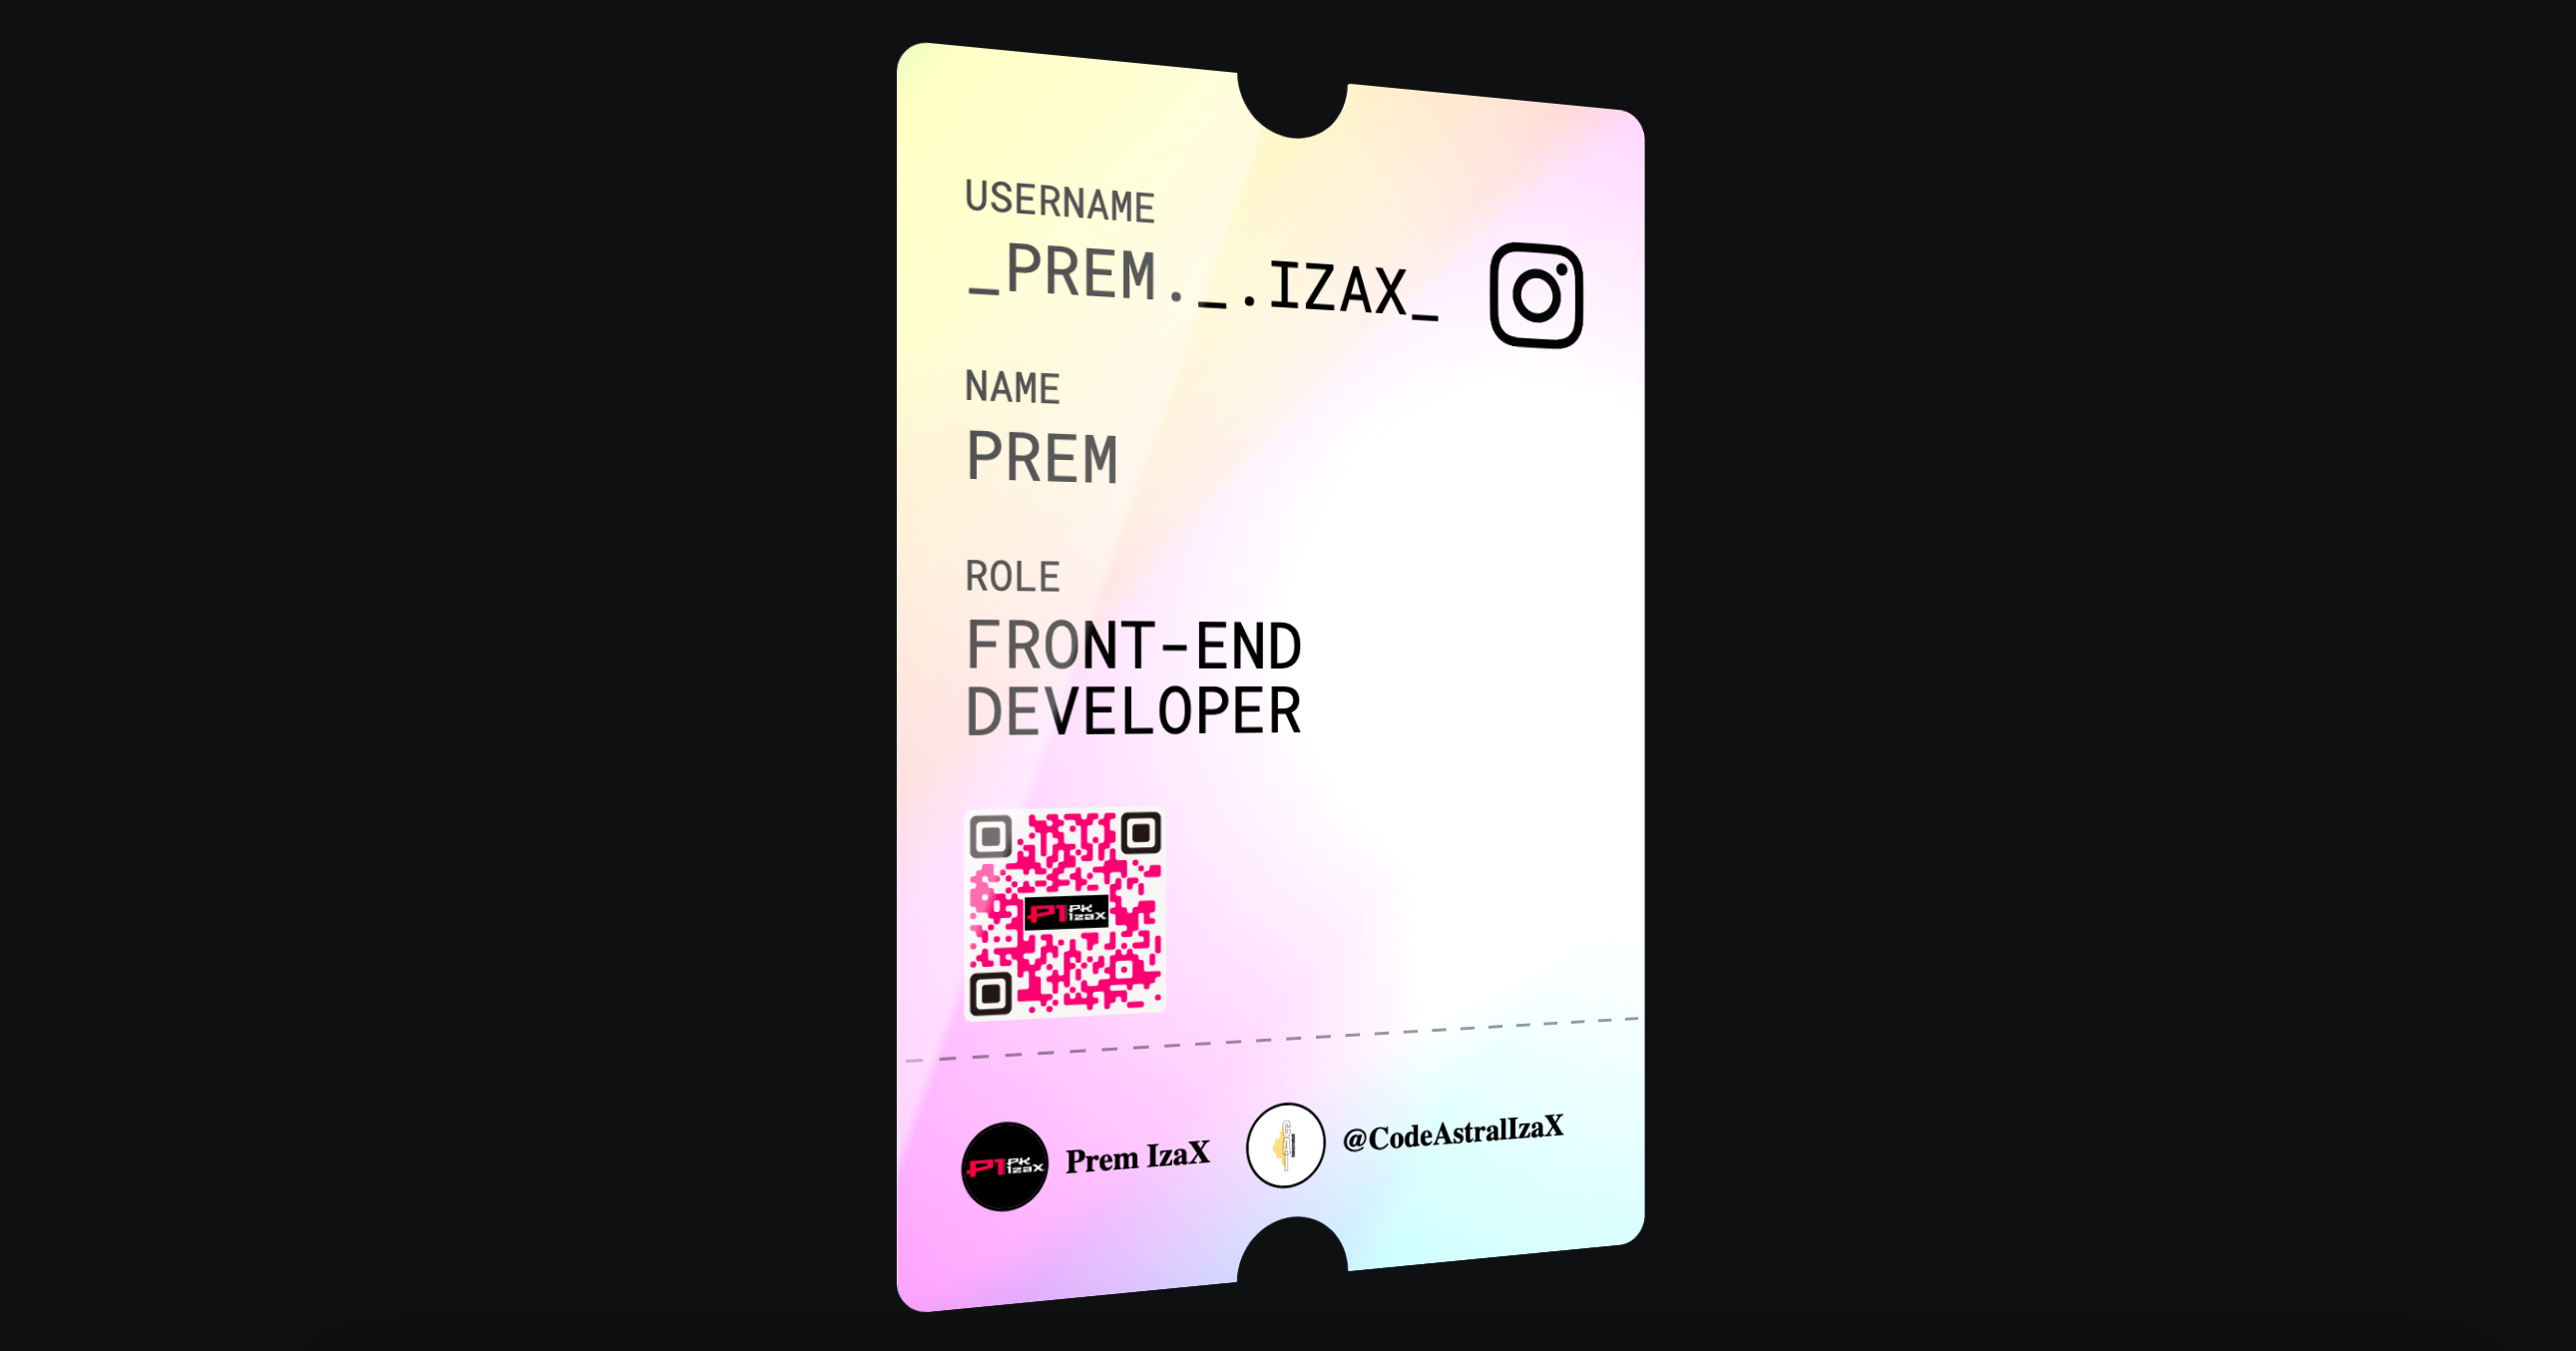 USERNAME
_PREM._.IZAX_
NAME
PREM
ROLE
FRONT-END
DEVELOPER
P1 PK
IzaX
P1 PK IzaX
Prem IzaX
@CodeAstralIzaX